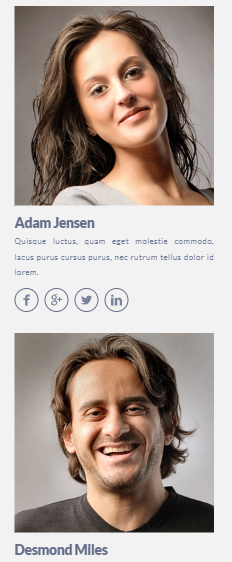 Adam Jensen
Quisque luctus, quam eget molestie commodo,
lacus purus cursus purus, nec rutrum tellus dolor id
lorem.
f g+ in
Desmond Miles